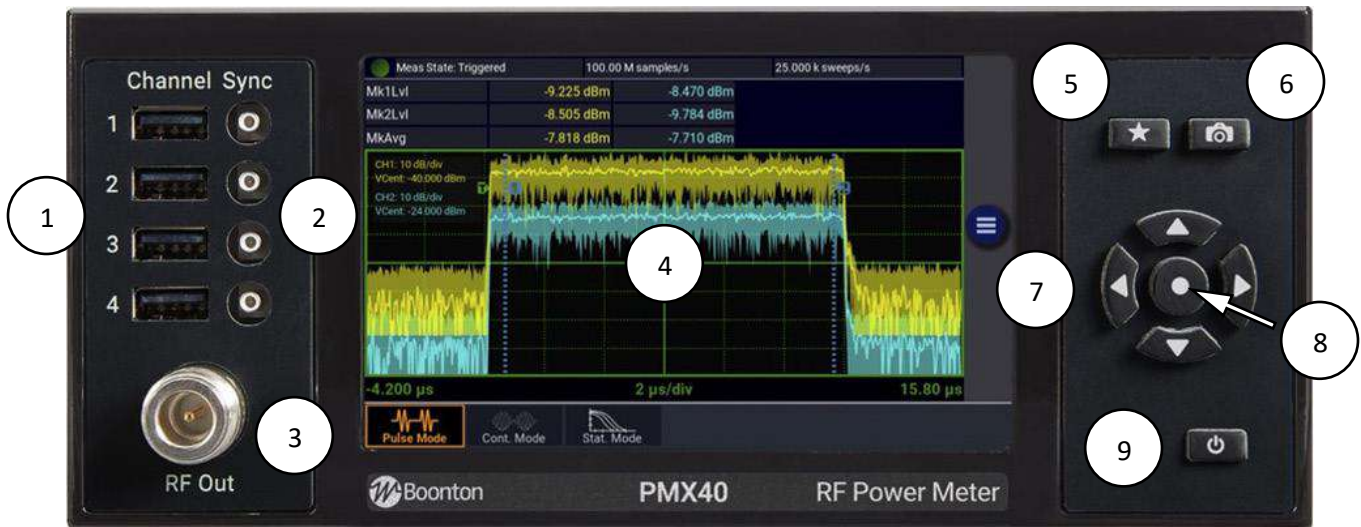 Channel Sync
1
2
3
4
RF Out
1
2
3
Meas State: Triggered 100.00 M samples/s 25.000 k sweeps/s
Mk1Lvl -9.225 dBm -8.470 dBm
Mk2Lvl -8.505 dBm -9.784 dBm
MkAvg -7.818 dBm -7.710 dBm
CH1: 10 dB/div
VCent: -40.000 dBm
CH2: 10 dB/div
VCent: -24.000 dBm
4
-4.200 µs 2 µs/div 15.80 µs
Pulse Mode Cont. Mode Stat. Mode
Boonton PMX40 RF Power Meter
5
6
7
8
9